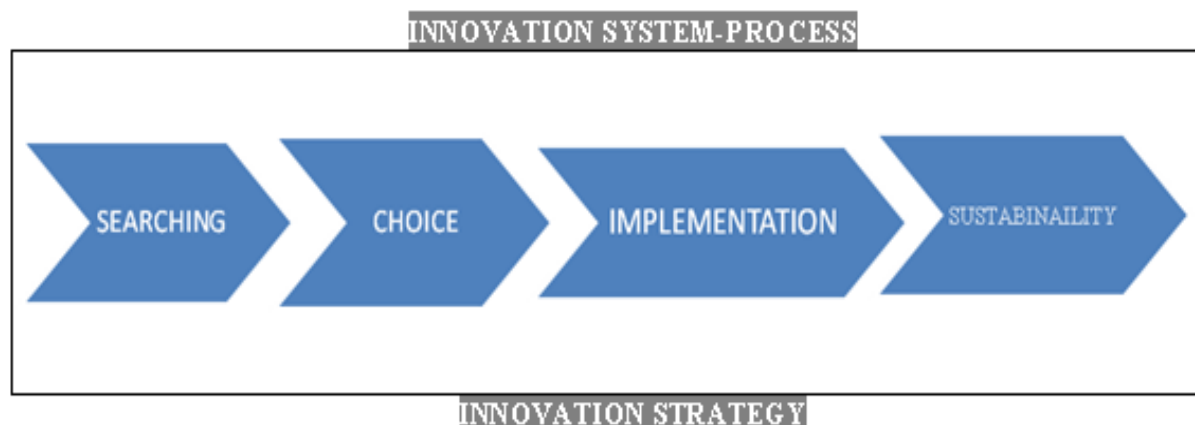 INNOVATION SYSTEM-PROCESS
SEARCHING
CHOICE
IMPLEMENTATION
SUSTABINAILITY
INNOVATION STRATEGY